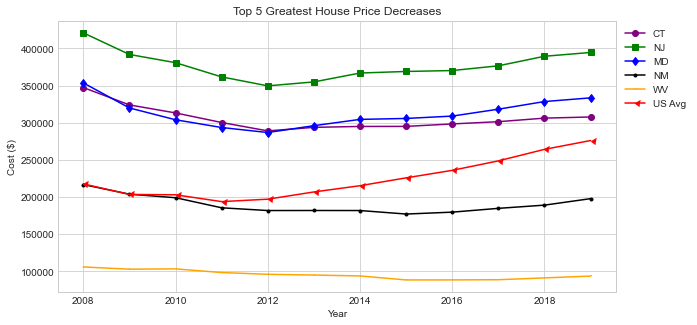 Top 5 Greatest House Price Decreases
Cost ($)
400000
350000
300000
250000
200000
150000
100000
2008
2010
2012
2014
2016
2018
Year
CT
NJ
MD
NM
WV
US Avg